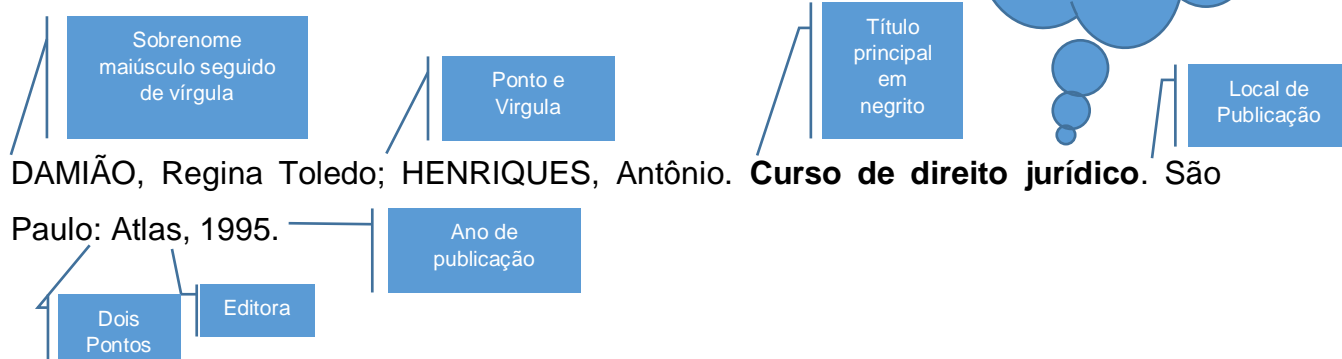 Sobrenome
maiúsculo seguido
de vírgula
Ponto e
Virgula
Título
principal
em
negrito
Local de
Publicação
DAMIÃO, Regina Toledo; HENRIQUES, Antônio. Curso de direito jurídico. São
Paulo: Atlas, 1995.
Ano de
publicação
Editora
Dois
Pontos